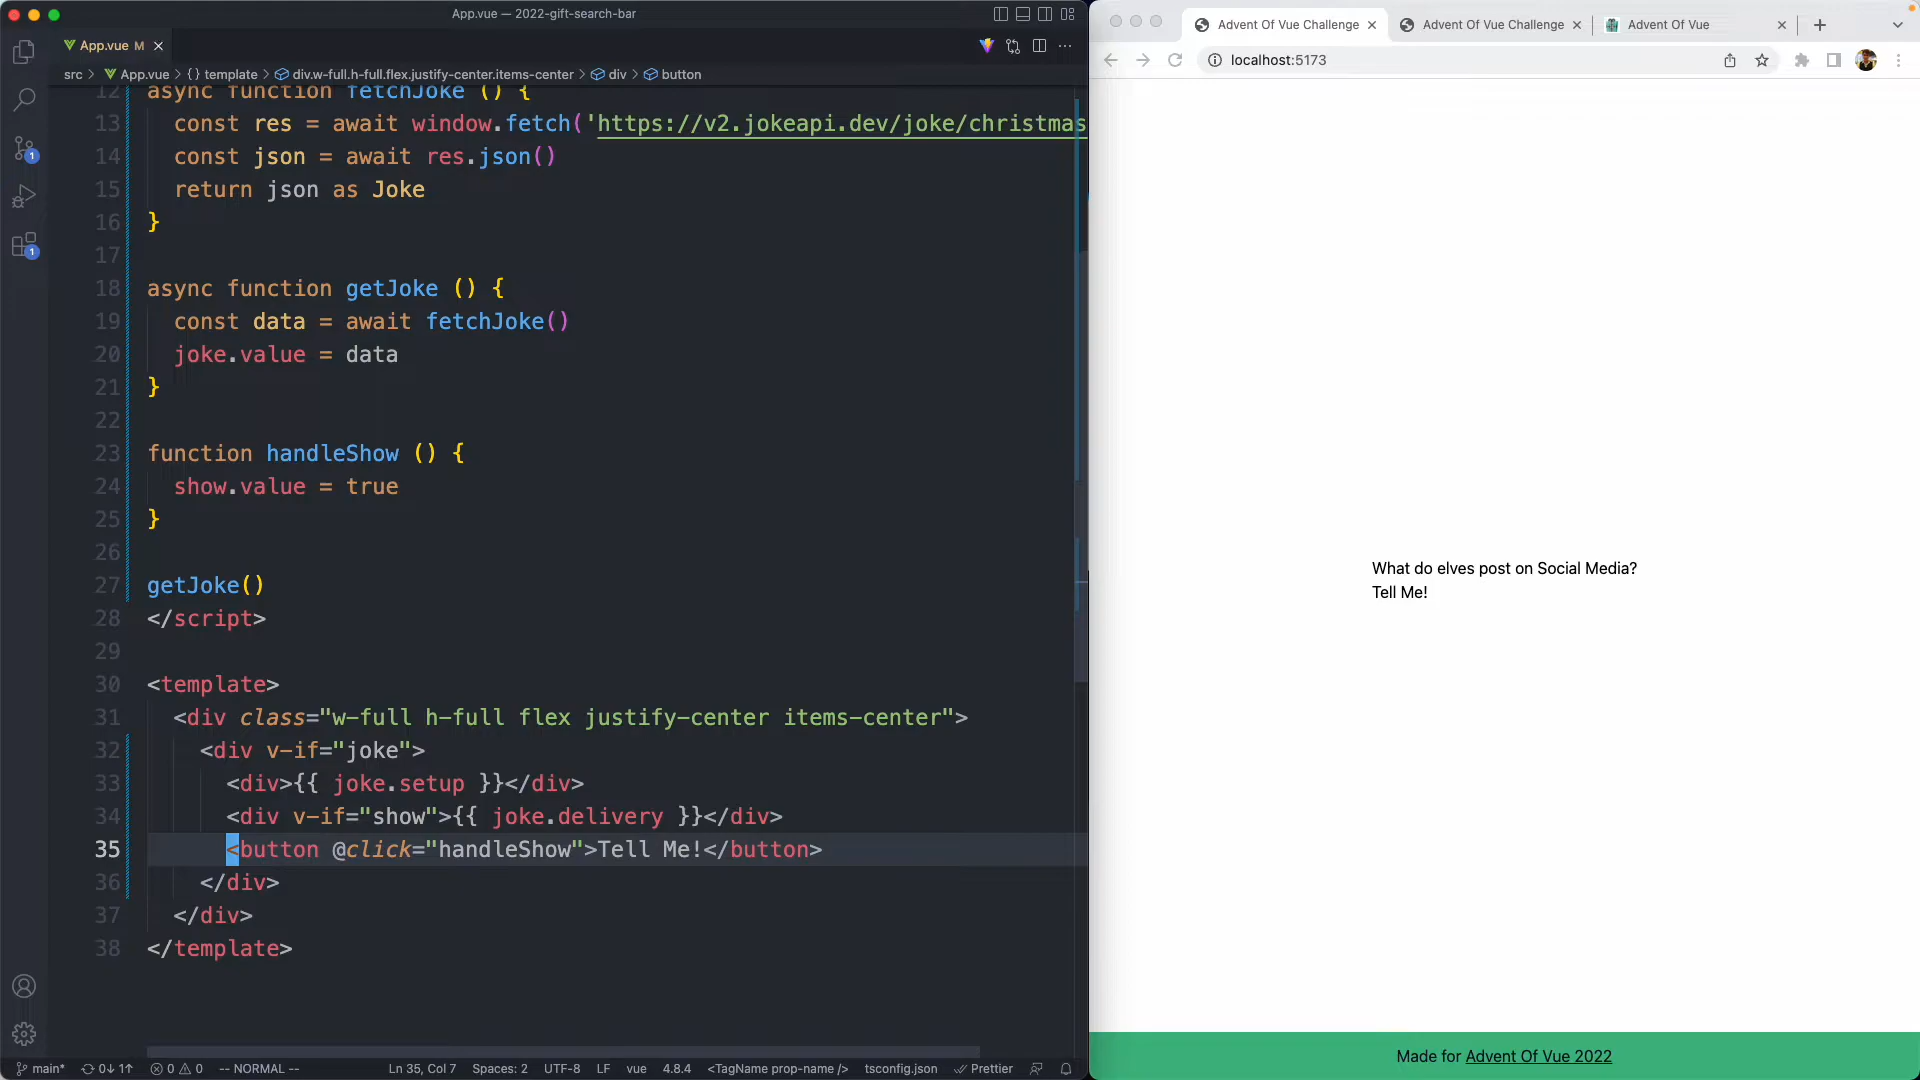 App.vue — 2022-gift-search-bar
App.vue M
src > App.vue > {} template > div.w-full.h-full.flex.justify-center.items-center > div > button
12 async function fetchJoke () {
13 const res = await window.fetch('https://v2.jokeapi.dev/joke/christmas
14 const json = await res.json()
15 return json as Joke
16 }
17
18 async function getJoke () {
19 const data = await fetchJoke()
20 joke.value = data
21 }
22
23 function handleShow () {
24 show.value = true
25 }
26
27 getJoke()
28 </script>
29
30 <template>
31 <div class="w-full h-full flex justify-center items-center">
32 <div v-if="joke">
33 <div>{{ joke.setup }}</div>
34 <div v-if="show">{{ joke.delivery }}</div>
35 <button @click="handleShow">Tell Me!</button>
36 </div>
37 </div>
38 </template>
1
1
main* 0↓ 1↑ 0 0 -- NORMAL -- Ln 35, Col 7 Spaces: 2 UTF-8 LF vue 4.8.4 <TagName prop-name /> tsconfig.json Prettier
Advent Of Vue Challenge
Advent Of Vue Challenge
Advent Of Vue
localhost:5173
What do elves post on Social Media?
Tell Me!
Made for Advent Of Vue 2022